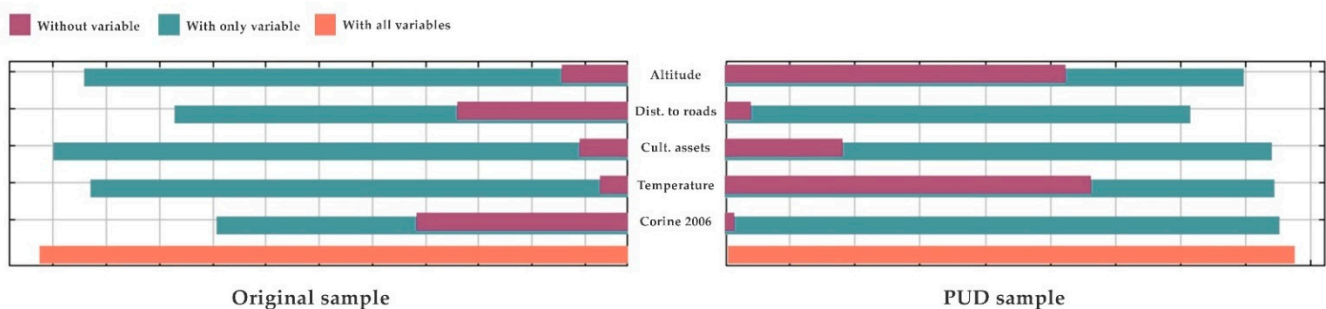 Without variable With only variable With all variables
Altitude
Dist. to roads
Cult. assets
Temperature
Corine 2006
Original sample PUD sample